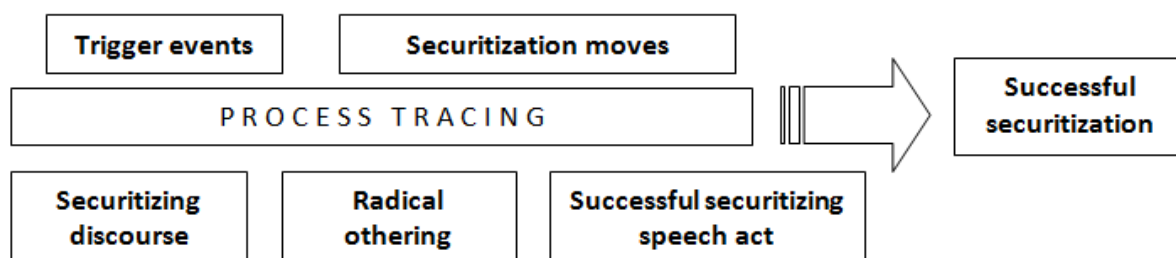 Trigger events
Securitization moves
PROCESS TRACING
Successful
securitization
Securitizing
discourse
Radical
othering
Successful securitizing
speech act